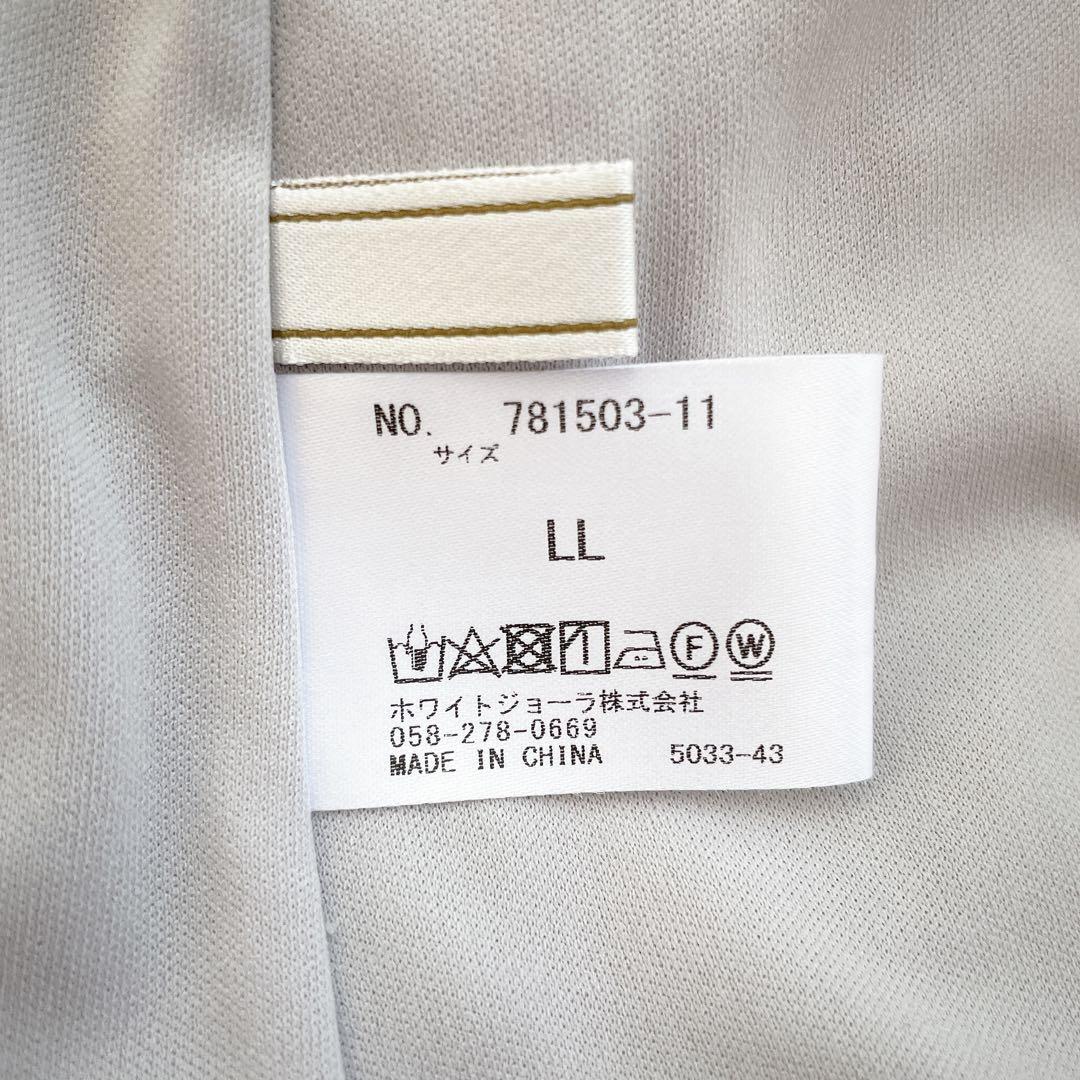 NO. 781503-11
サイズ
LL
F W
ホワイトジョーラ株式会社
058-278-0669
MADE IN CHINA 5033-43